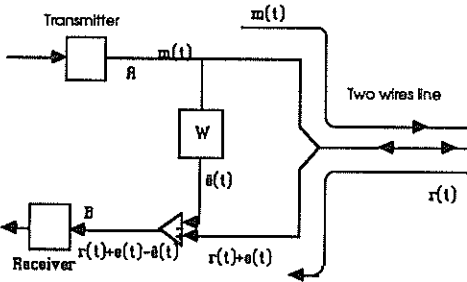 m(t)
Transmitter
m(t)
A
Two wires line
W
ê(t)
r(t)
B
r(t)+e(t)-ê(t)
r(t)+e(t)
Receiver